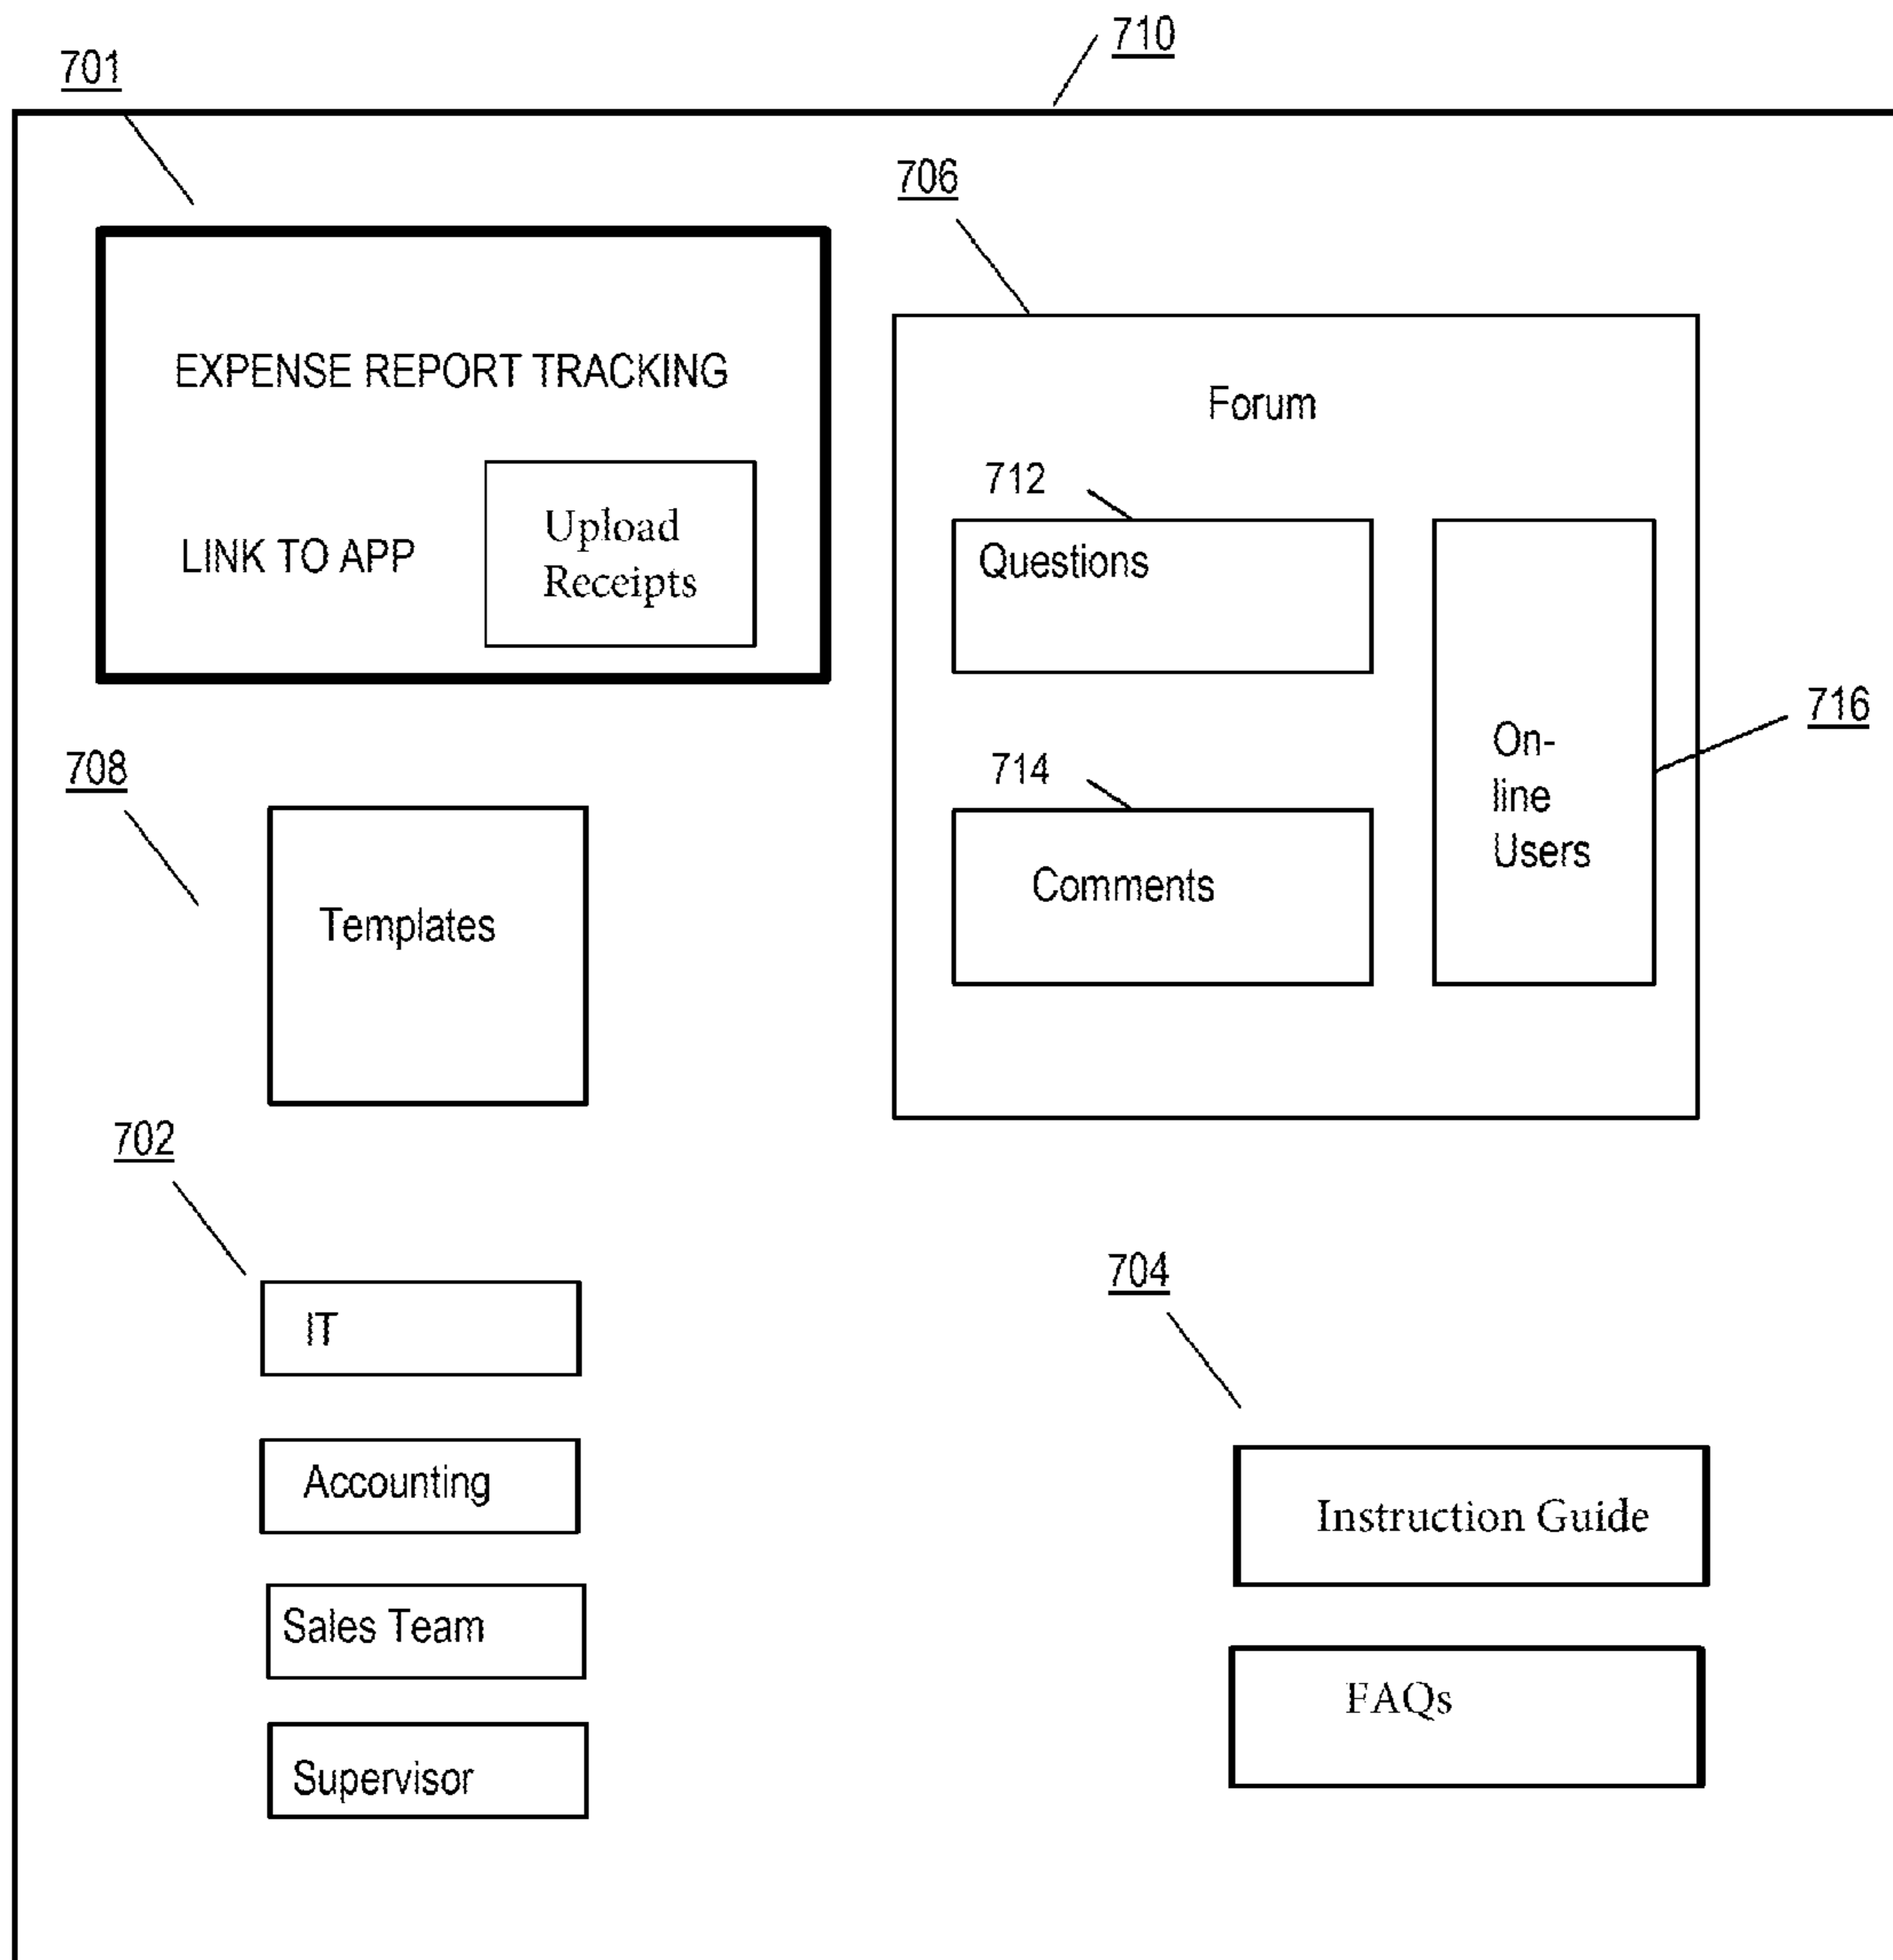 710
701
706
EXPENSE REPORT TRACKING
LINK TO APP
Upload
Receipts
Forum
712
Questions
716
On-
line
Users
714
Comments
708
Templates
702
IT
Accounting
Sales Team
Supervisor
704
Instruction Guide
FAQs